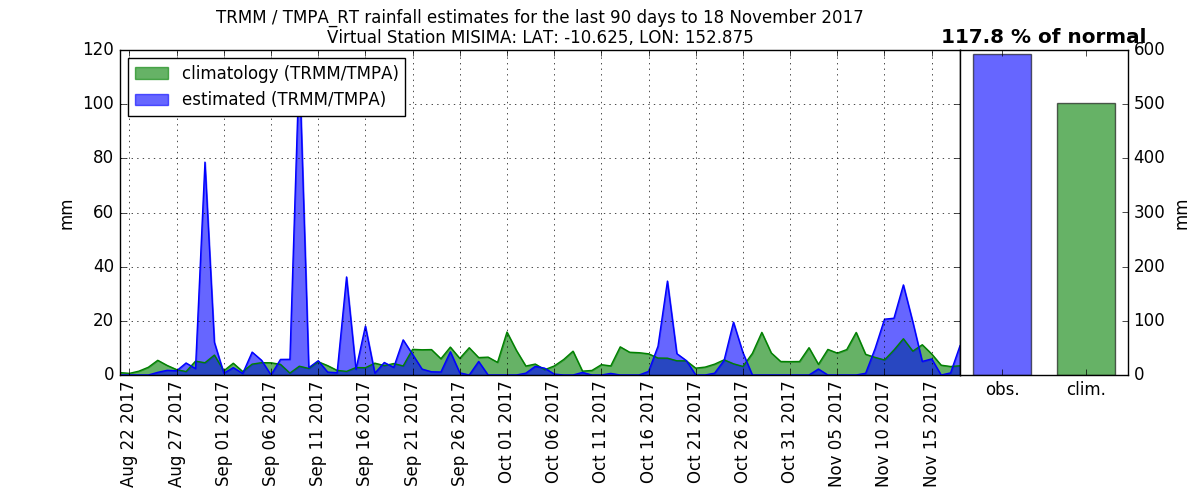 TRMM / TMPA_RT rainfall estimates for the last 90 days to 18 November 2017
Virtual Station MISIMA: LAT: -10.625, LON: 152.875
117.8 % of normal
climatology (TRMM/TMPA)
estimated (TRMM/TMPA)
120
100
80
60
40
20
0
mm
600
500
400
300
200
100
0
mm
Aug 22 2017
Aug 27 2017
Sep 01 2017
Sep 06 2017
Sep 11 2017
Sep 16 2017
Sep 21 2017
Sep 26 2017
Oct 01 2017
Oct 06 2017
Oct 11 2017
Oct 16 2017
Oct 21 2017
Oct 26 2017
Oct 31 2017
Nov 05 2017
Nov 10 2017
Nov 15 2017
obs.
clim.